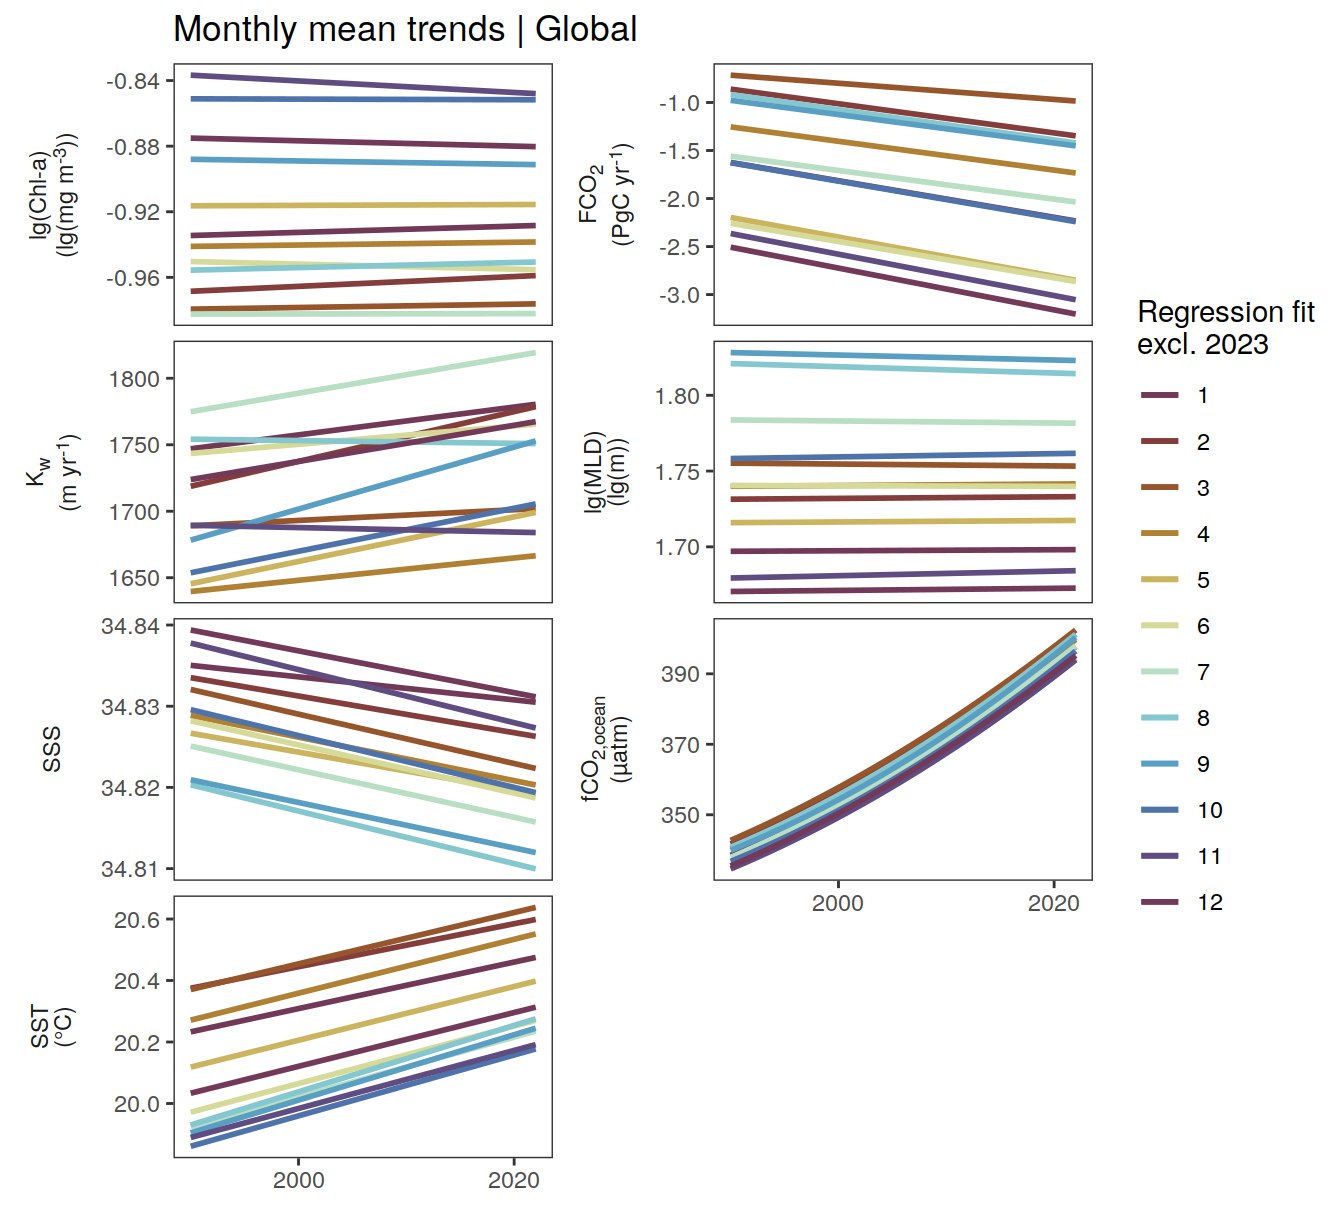 Monthly mean trends | Global
lg(Chl-a)
(lg(mg m⁻³))
-0.84
-0.88
-0.92
-0.96
FCO₂
(PgC yr⁻¹)
-1.0
-1.5
-2.0
-2.5
-3.0
K_w
(m yr⁻¹)
1800
1750
1700
1650
lg(MLD)
(lg(m))
1.80
1.75
1.70
SSS
34.84
34.83
34.82
34.81
fCO₂,ocean
(µatm)
390
370
350
2000 2020
SST
(°C)
20.6
20.4
20.2
20.0
2000 2020
Regression fit
excl. 2023
1
2
3
4
5
6
7
8
9
10
11
12